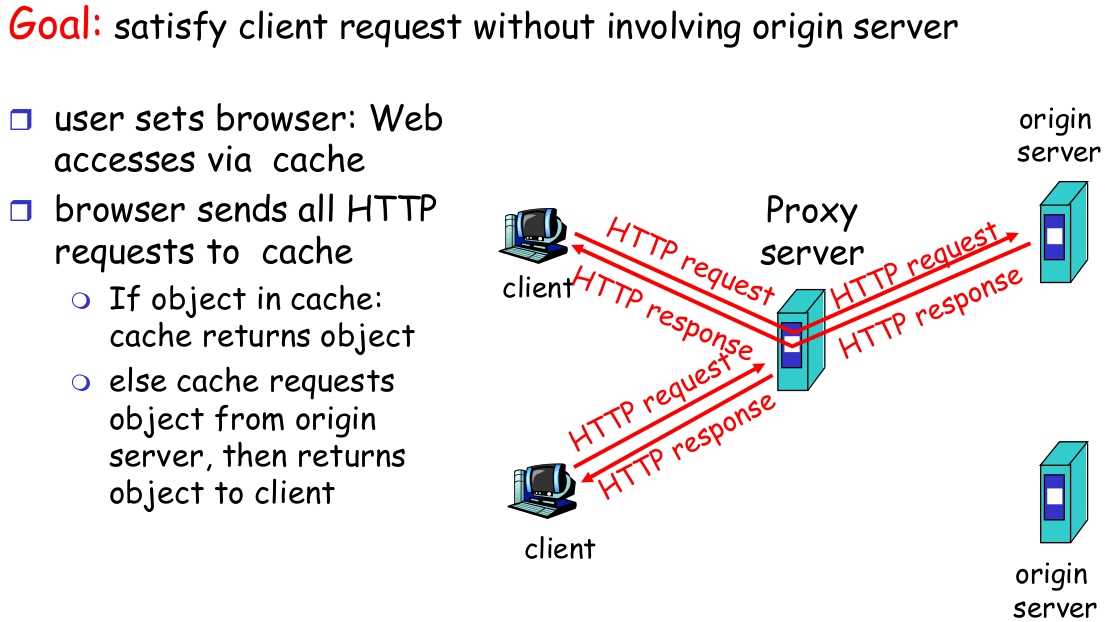 Goal: satisfy client request without involving origin server
user sets browser: Web
accesses via cache
browser sends all HTTP
requests to cache
If object in cache:
cache returns object
else cache requests
object from origin
server, then returns
object to client
origin
server
Proxy
server
client
HTTP request
HTTP response
HTTP request
HTTP response
HTTP request
HTTP response
client
origin
server